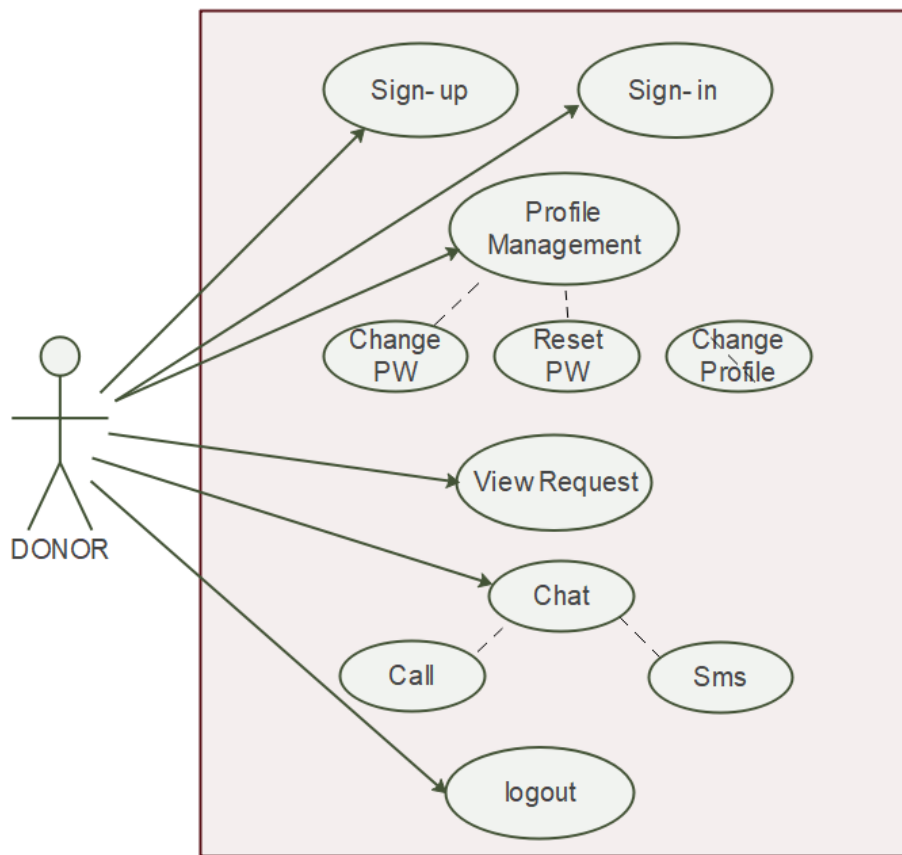 Sign- up
Sign- in
Profile
Management
Change
PW
Reset
PW
Change
Profile
DONOR
View Request
Chat
Call
Sms
logout